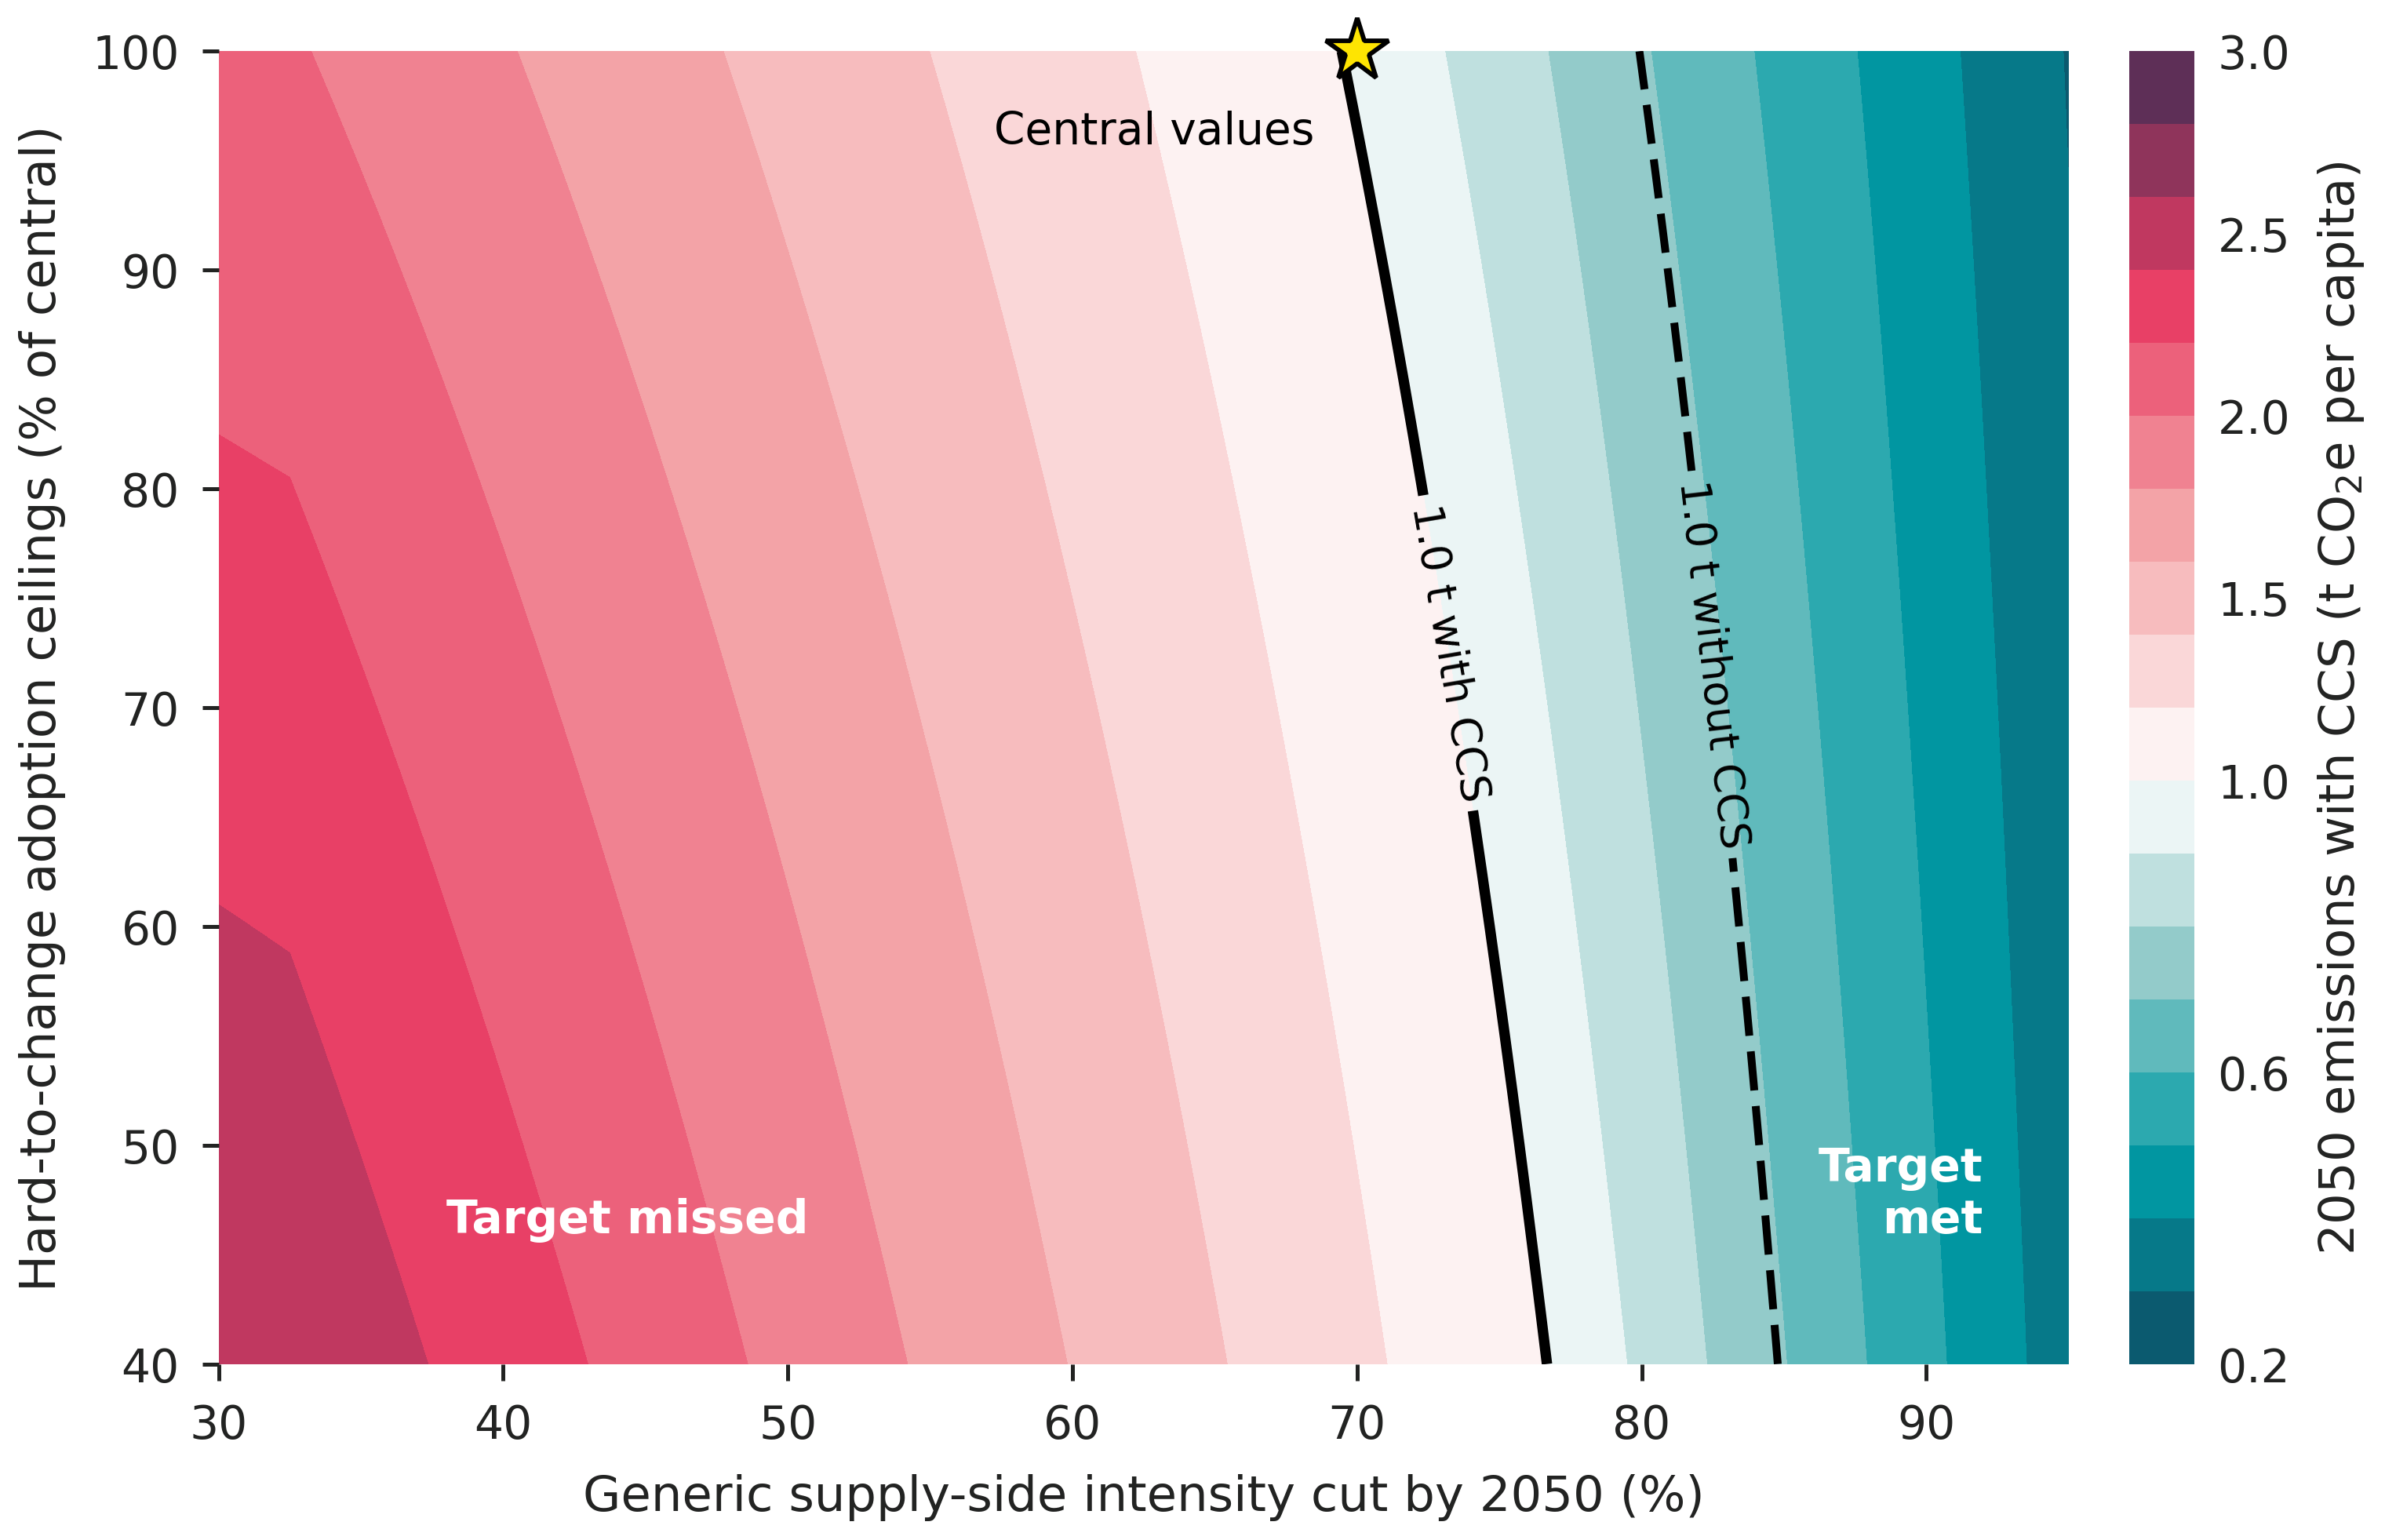 Hard-to-change adoption ceilings (% of central)
100
90
80
70
60
50
40
Central values
1.0 t with CCS
1.0 t without CCS
Target missed
Target
met
30
40
50
60
70
80
90
Generic supply-side intensity cut by 2050 (%)
3.0
2.5
2.0
1.5
1.0
0.6
0.2
2050 emissions with CCS (t CO₂e per capita)